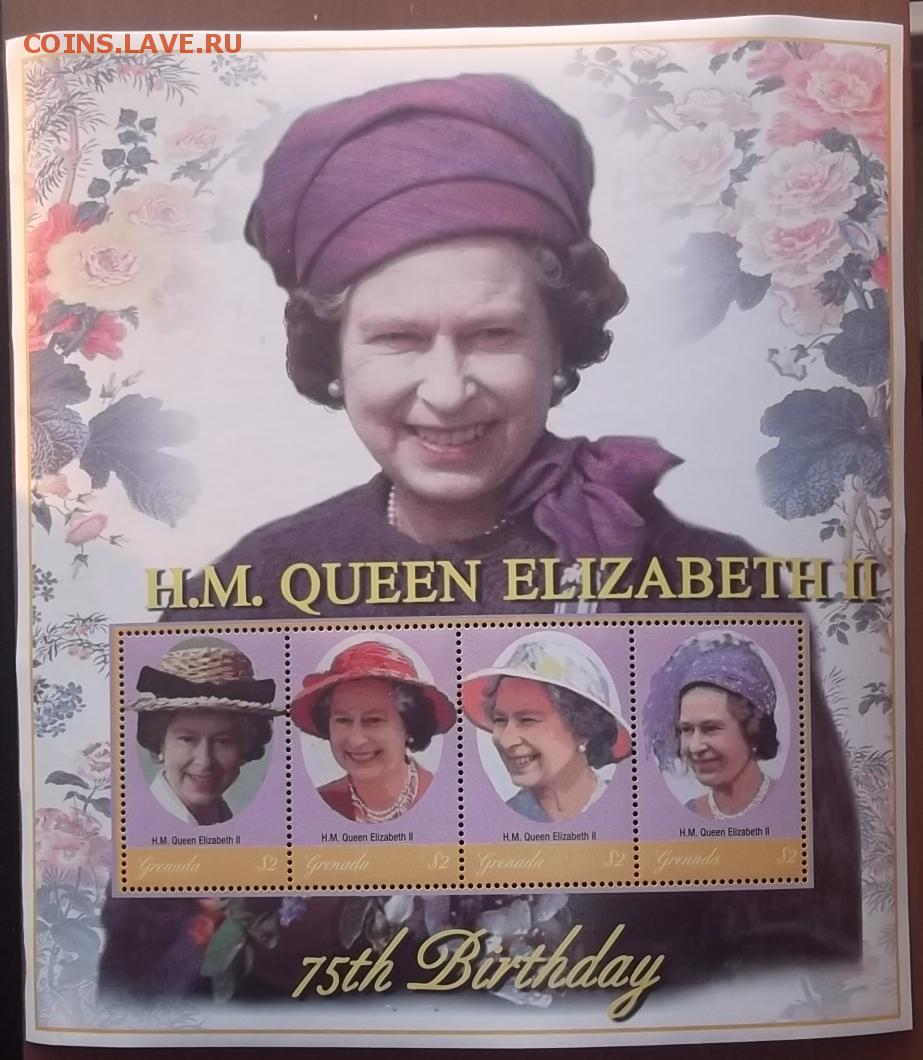 COINS.LAVE.RU
H.M. QUEEN ELIZABETH II
H.M. Queen Elizabeth II
H.M. Queen Elizabeth II
H.M. Queen Elizabeth II
H.M. Queen Elizabeth II
Grenada $2
Grenada $2
Grenada $2
Grenada $2
75th Birthday